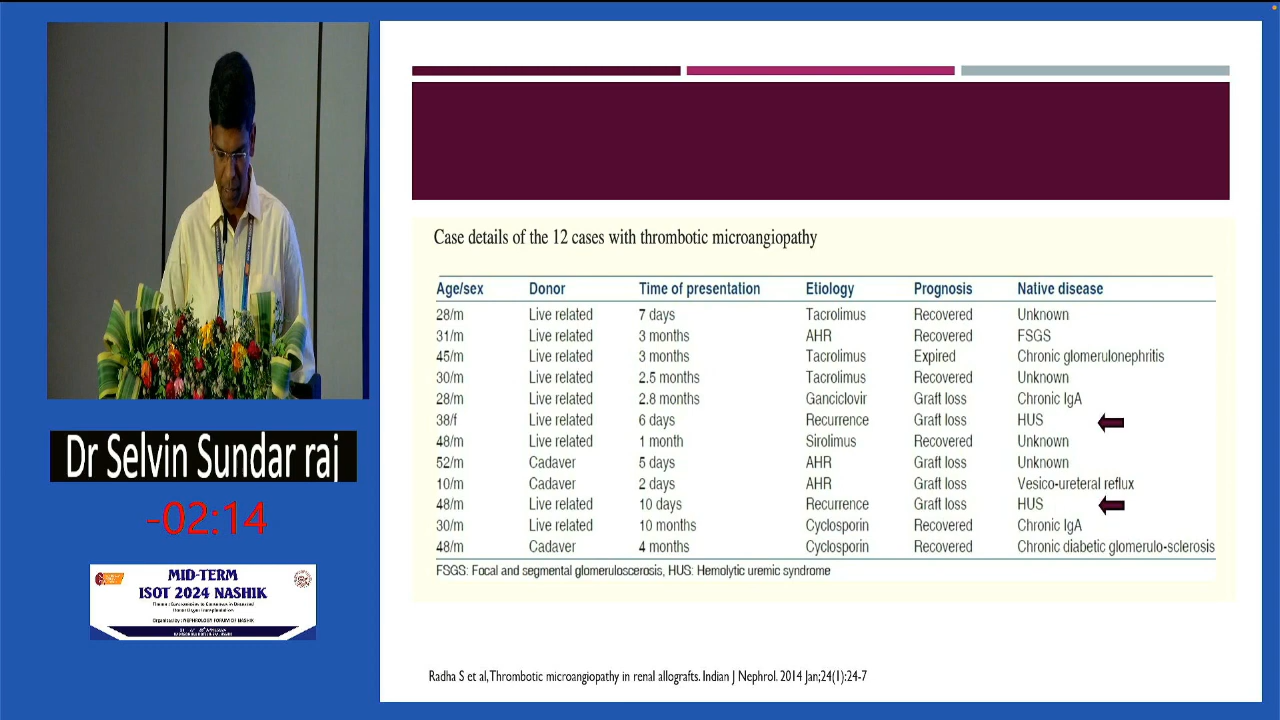 Case details of the 12 cases with thrombotic microangiopathy
Age/sex Donor Time of presentation Etiology Prognosis Native disease
28/m Live related 7 days Tacrolimus Recovered Unknown
31/m Live related 3 months AHR Recovered FSGS
45/m Live related 3 months Tacrolimus Expired Chronic glomerulonephritis
30/m Live related 2.5 months Tacrolimus Recovered Unknown
28/m Live related 2.8 months Ganciclovir Graft loss Chronic IgA
38/f Live related 6 days Recurrence Graft loss HUS
48/m Live related 1 month Sirolimus Recovered Unknown
52/m Cadaver 5 days AHR Graft loss Unknown
10/m Cadaver 2 days AHR Graft loss Vesico-ureteral reflux
48/m Live related 10 days Recurrence Graft loss HUS
30/m Live related 10 months Cyclosporin Recovered Chronic IgA
48/m Cadaver 4 months Cyclosporin Recovered Chronic diabetic glomerulo-sclerosis
FSGS: Focal and segmental glomeruloscerosis, HUS: Hemolytic uremic syndrome
Radha S et al, Thrombotic microangiopathy in renal allografts. Indian J Nephrol. 2014 Jan;24(1):24-7
Dr Selvin Sundar raj
-02:14
MID-TERM
ISOT 2024 NASHIK
Organised by : NEPHROLOGY FORUM OF NASHIK